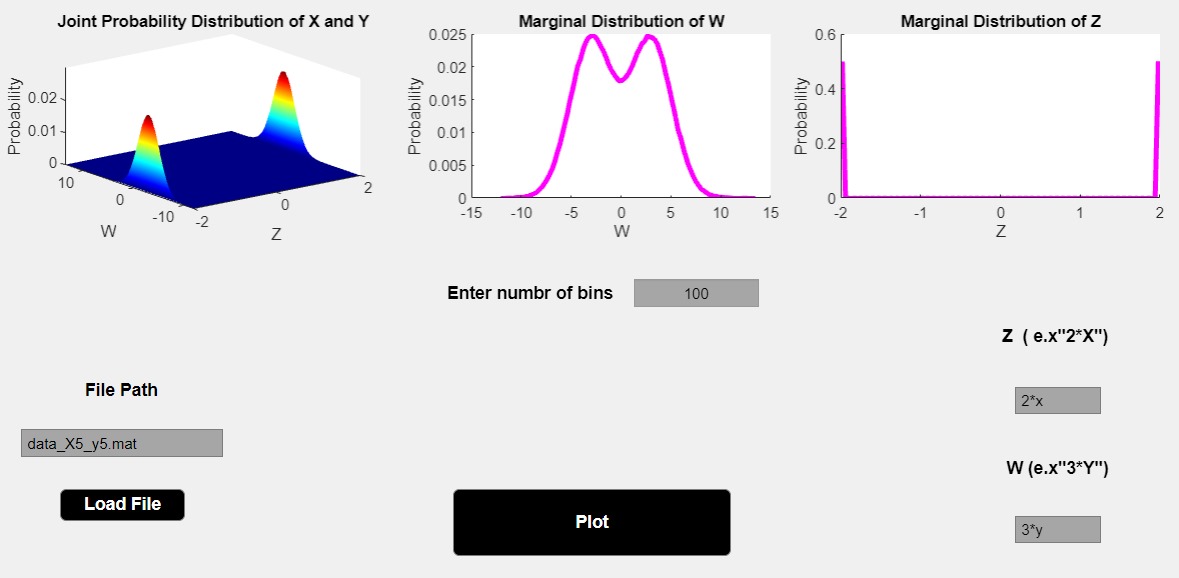 Joint Probability Distribution of X and Y
Probability
0.02
0.01
0
10
0
-10
W
-2
0
2
Z
Marginal Distribution of W
Probability
0.025
0.02
0.015
0.01
0.005
0
-15 -10 -5 0 5 10 15
W
Marginal Distribution of Z
Probability
0.6
0.4
0.2
0
-2 -1 0 1 2
Z
Enter numbr of bins 100
Z ( e.x"2*X")
File Path
2*x
data_X5_y5.mat
W (e.x"3*Y")
Load File
Plot
3*y